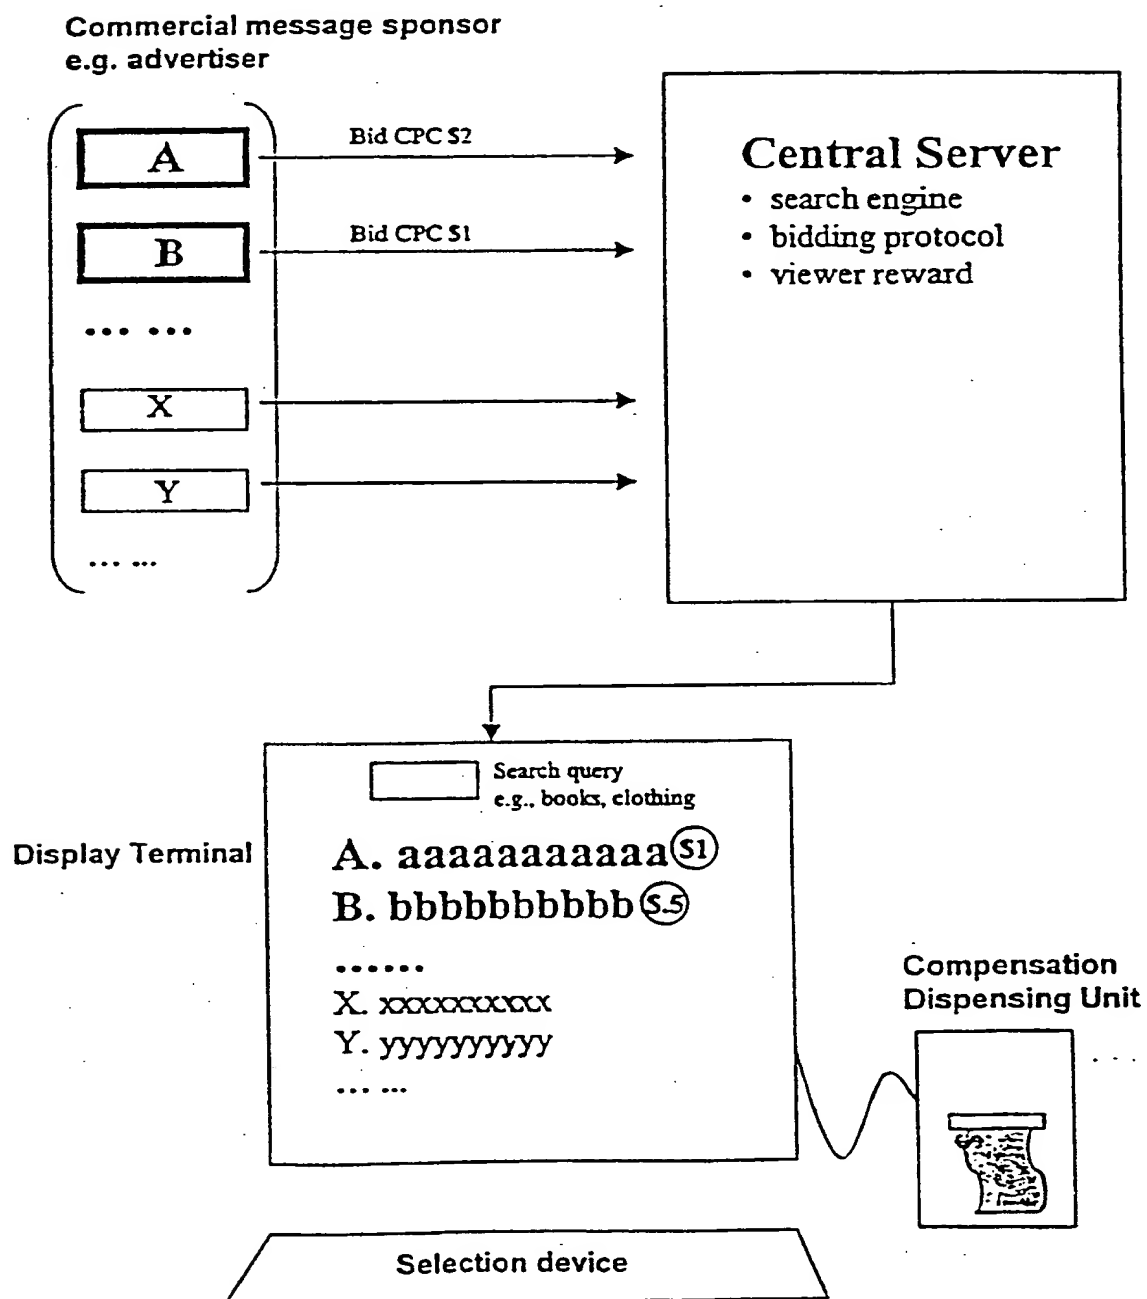 Commercial message sponsor
e.g. advertiser
A
Bid CPC $2
B
Bid CPC $1
... ...
X
Y
... ...
Central Server
• search engine
• bidding protocol
• viewer reward
Search query
e.g., books, clothing
Display Terminal
A. aaaaaaaaaaa $1
B. bbbbbbbbbb $.5
......
X. xxxxxxxxxx
Y. yyyyyyyyyy
... ...
Compensation
Dispensing Unit
Selection device